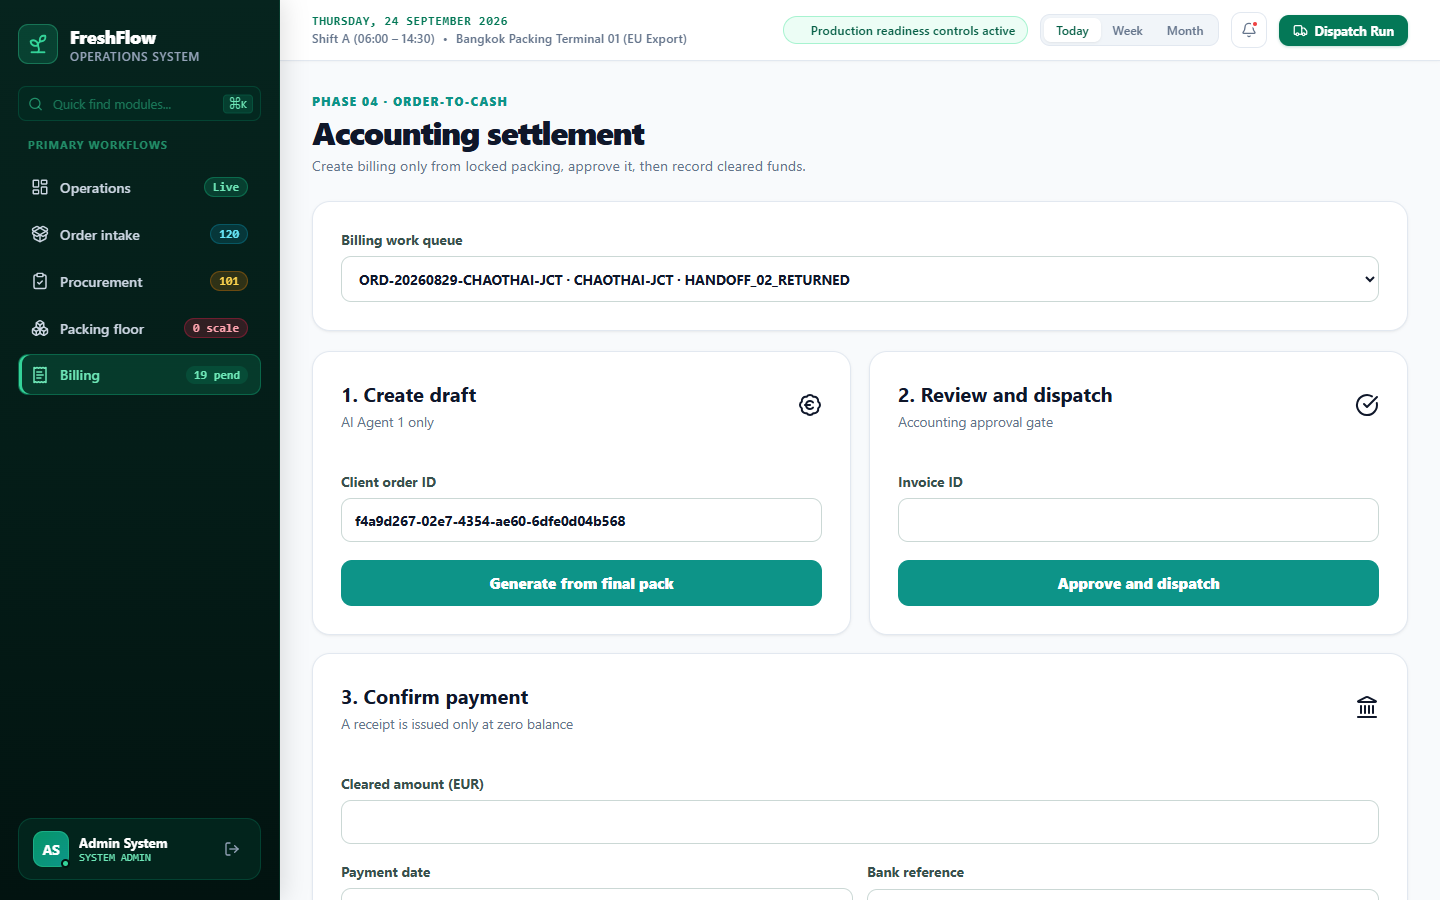 FreshFlow
OPERATIONS SYSTEM
Quick find modules...
⌘K
PRIMARY WORKFLOWS
Operations
Live
Order intake
120
Procurement
101
Packing floor
0 scale
Billing
19 pend
AS
Admin System
SYSTEM ADMIN
THURSDAY, 24 SEPTEMBER 2026
Shift A (06:00 – 14:30) • Bangkok Packing Terminal 01 (EU Export)
Production readiness controls active
Today
Week
Month
Dispatch Run
PHASE 04 · ORDER-TO-CASH
Accounting settlement
Create billing only from locked packing, approve it, then record cleared funds.
Billing work queue
ORD-20260829-CHAOTHAI-JCT · CHAOTHAI-JCT · HANDOFF_02_RETURNED
1. Create draft
AI Agent 1 only
Client order ID
f4a9d267-02e7-4354-ae60-6dfe0d04b568
Generate from final pack
2. Review and dispatch
Accounting approval gate
Invoice ID
Approve and dispatch
3. Confirm payment
A receipt is issued only at zero balance
Cleared amount (EUR)
Payment date
Bank reference